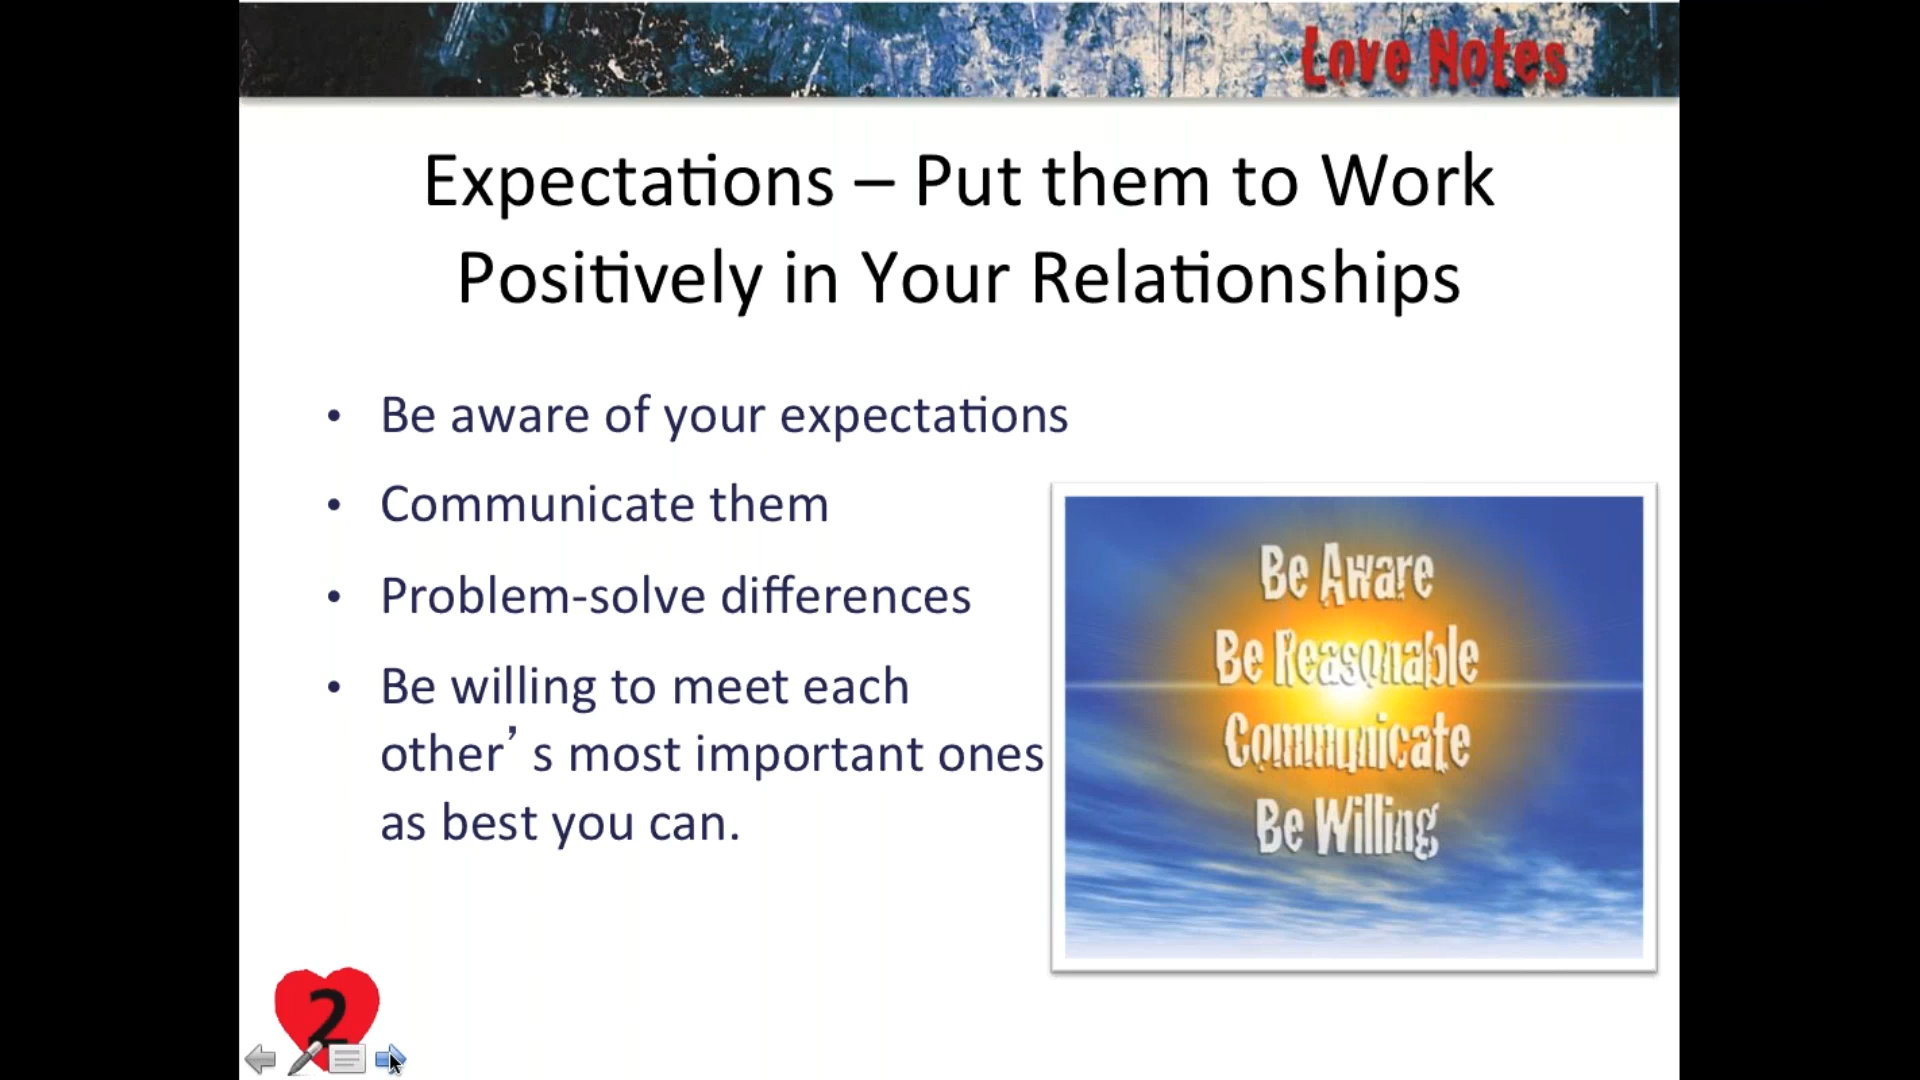 Love Notes
Expectations – Put them to Work
Positively in Your Relationships
• Be aware of your expectations
• Communicate them
• Problem-solve differences
• Be willing to meet each
other’s most important ones
as best you can.
Be Aware
Be Reasonable
Communicate
Be Willing
2